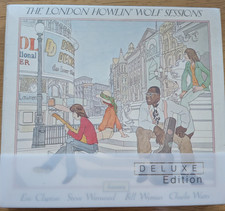 THE LONDON HOWLIN' WOLF SESSIONS
DELUXE
Edition
Eric Clapton Steve Winwood Bill Wyman Charlie Watts